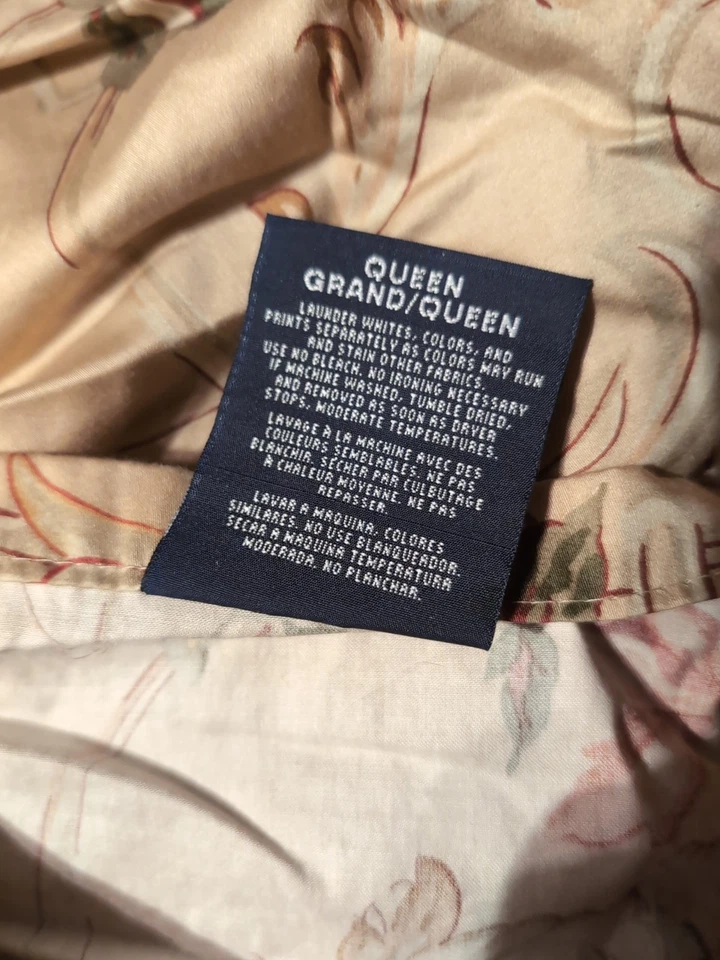 QUEEN
GRAND/QUEEN
LAUNDER WHITES, COLORS, AND
PRINTS SEPARATELY AS COLORS MAY RUN
AND STAIN OTHER FABRICS.
USE NO BLEACH. NO IRONING NECESSARY
IF MACHINE WASHED, TUMBLE DRIED,
AND REMOVED AS SOON AS DRYER
STOPS. MODERATE TEMPERATURES.
LAVAGE À LA MACHINE AVEC DES
COULEURS SEMBLABLES. NE PAS
BLANCHIR. SÉCHER PAR CULBUTAGE
À CHALEUR MOYENNE. NE PAS
REPASSER.
LAVAR A MAQUINA. COLORES
SIMILARES. NO USE BLANQUEADOR.
SECAR A MAQUINA TEMPERATURA
MODERADA. NO PLANCHAR.